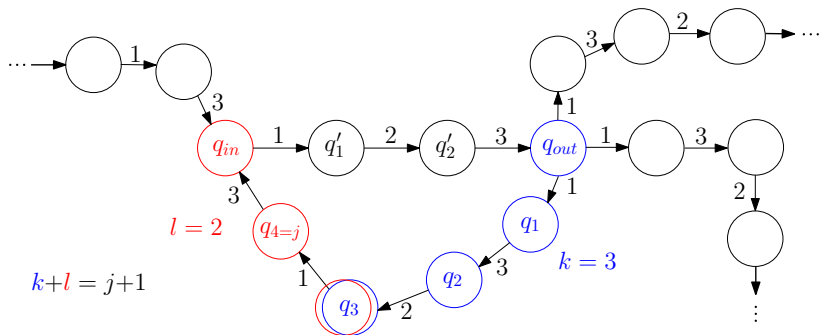 3 2
··· 1 ···
3 1
q_in 1 q'_1 2 q'_2 3 q_out 1 3
3 1 2
l = 2 q_{4=j} q_1
3 k = 3
1 q_2
k+l = j+1 q_3 2
⋮